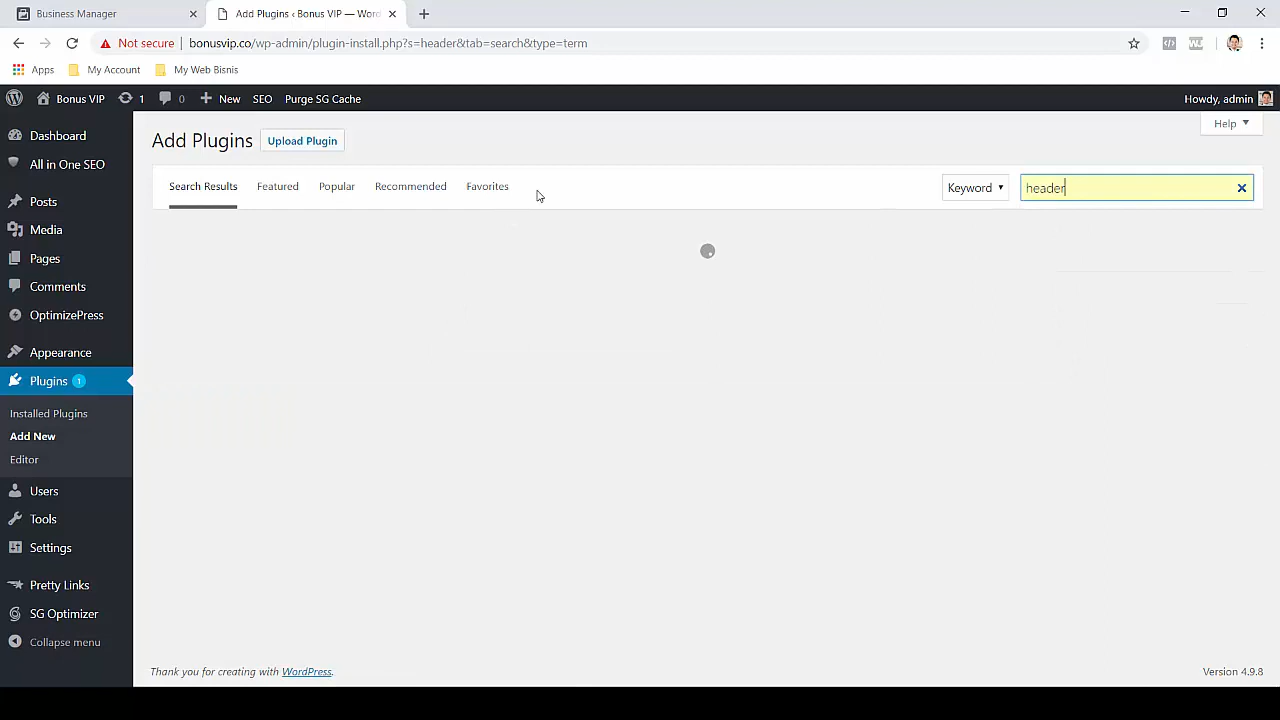 Business Manager
Add Plugins ‹ Bonus VIP — Wor
Not secure
bonusvip.co/wp-admin/plugin-install.php?s=header&tab=search&type=term
Apps
My Account
My Web Bisnis
Bonus VIP
1
0
New
SEO
Purge SG Cache
Howdy, admin
Dashboard
All in One SEO
Posts
Media
Pages
Comments
OptimizePress
Appearance
Plugins 1
Installed Plugins
Add New
Editor
Users
Tools
Settings
Pretty Links
SG Optimizer
Collapse menu
Help
Add Plugins
Upload Plugin
Search Results
Featured
Popular
Recommended
Favorites
Keyword
header
Thank you for creating with WordPress.
Version 4.9.8